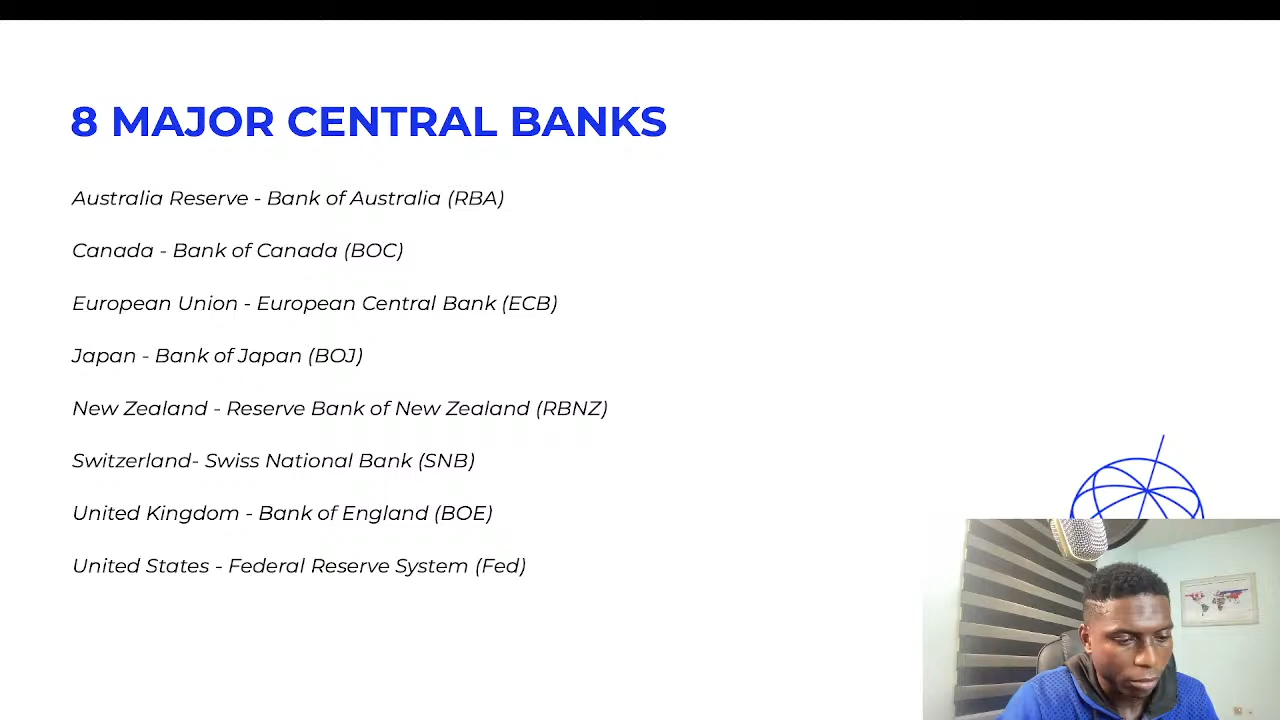 8 MAJOR CENTRAL BANKS
Australia Reserve - Bank of Australia (RBA)
Canada - Bank of Canada (BOC)
European Union - European Central Bank (ECB)
Japan - Bank of Japan (BOJ)
New Zealand - Reserve Bank of New Zealand (RBNZ)
Switzerland- Swiss National Bank (SNB)
United Kingdom - Bank of England (BOE)
United States - Federal Reserve System (Fed)